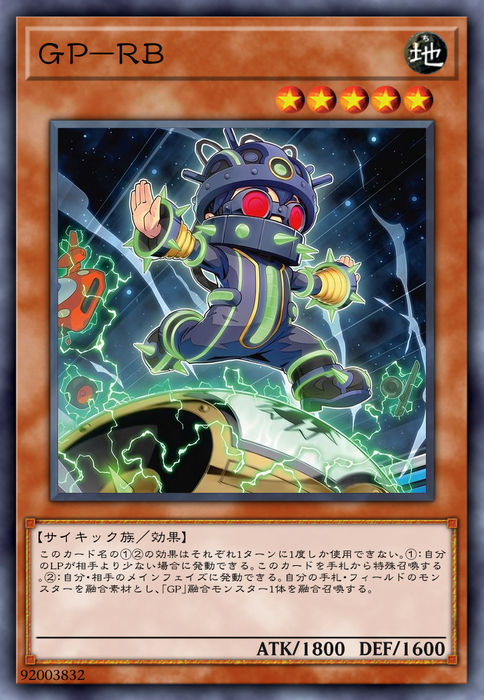 GP－RB
ち
地
【サイキック族／効果】
このカード名の①②の効果はそれぞれ1ターンに1度しか使用できない。①：自分
のLPが相手より少ない場合に発動できる。このカードを手札から特殊召喚す
る。②：自分・相手のメインフェイズに発動できる。自分の手札・フィールドのモン
スターを融合素材とし、「GP」融合モンスター1体を融合召喚する。
ATK/1800 DEF/1600
92003832